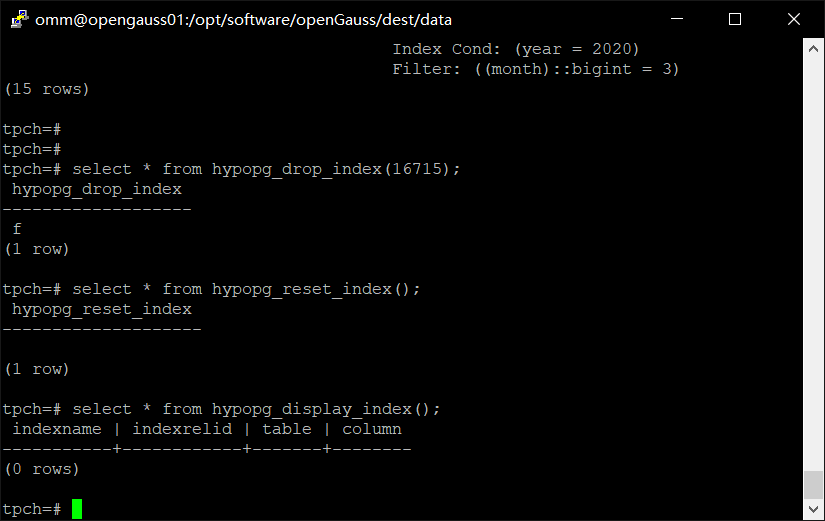 omm@opengauss01:/opt/software/openGauss/dest/data
Index Cond: (year = 2020)
Filter: ((month)::bigint = 3)
(15 rows)
tpch=#
tpch=#
tpch=# select * from hypopg_drop_index(16715);
hypopg_drop_index
-------------------
f
(1 row)
tpch=# select * from hypopg_reset_index();
hypopg_reset_index
--------------------
(1 row)
tpch=# select * from hypopg_display_index();
indexname | indexrelid | table | column
-----------+------------+-------+--------
(0 rows)
tpch=#